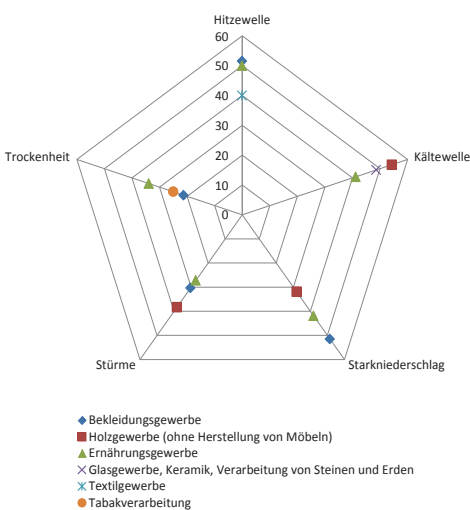 Hitzewelle
60
50
40
30
20
10
0
Kältewelle
Trockenheit
Stürme
Starkniederschlag
Bekleidungsgewerbe
Holzgewerbe (ohne Herstellung von Möbeln)
Ernährungsgewerbe
Glasgewerbe, Keramik, Verarbeitung von Steinen und Erden
Textilgewerbe
Tabakverarbeitung